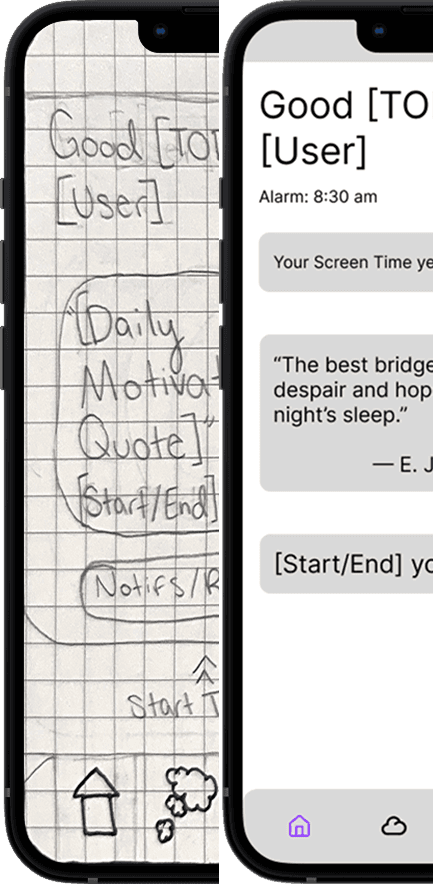 Good [TOI
[User]
"[Daily
Motivat
Quote]"
[Start/End]
Notifs/R
Start T
Good [TO
[User]
Alarm: 8:30 am
Your Screen Time ye
“The best bridge
despair and hop
night’s sleep.”
— E. J
[Start/End] yo